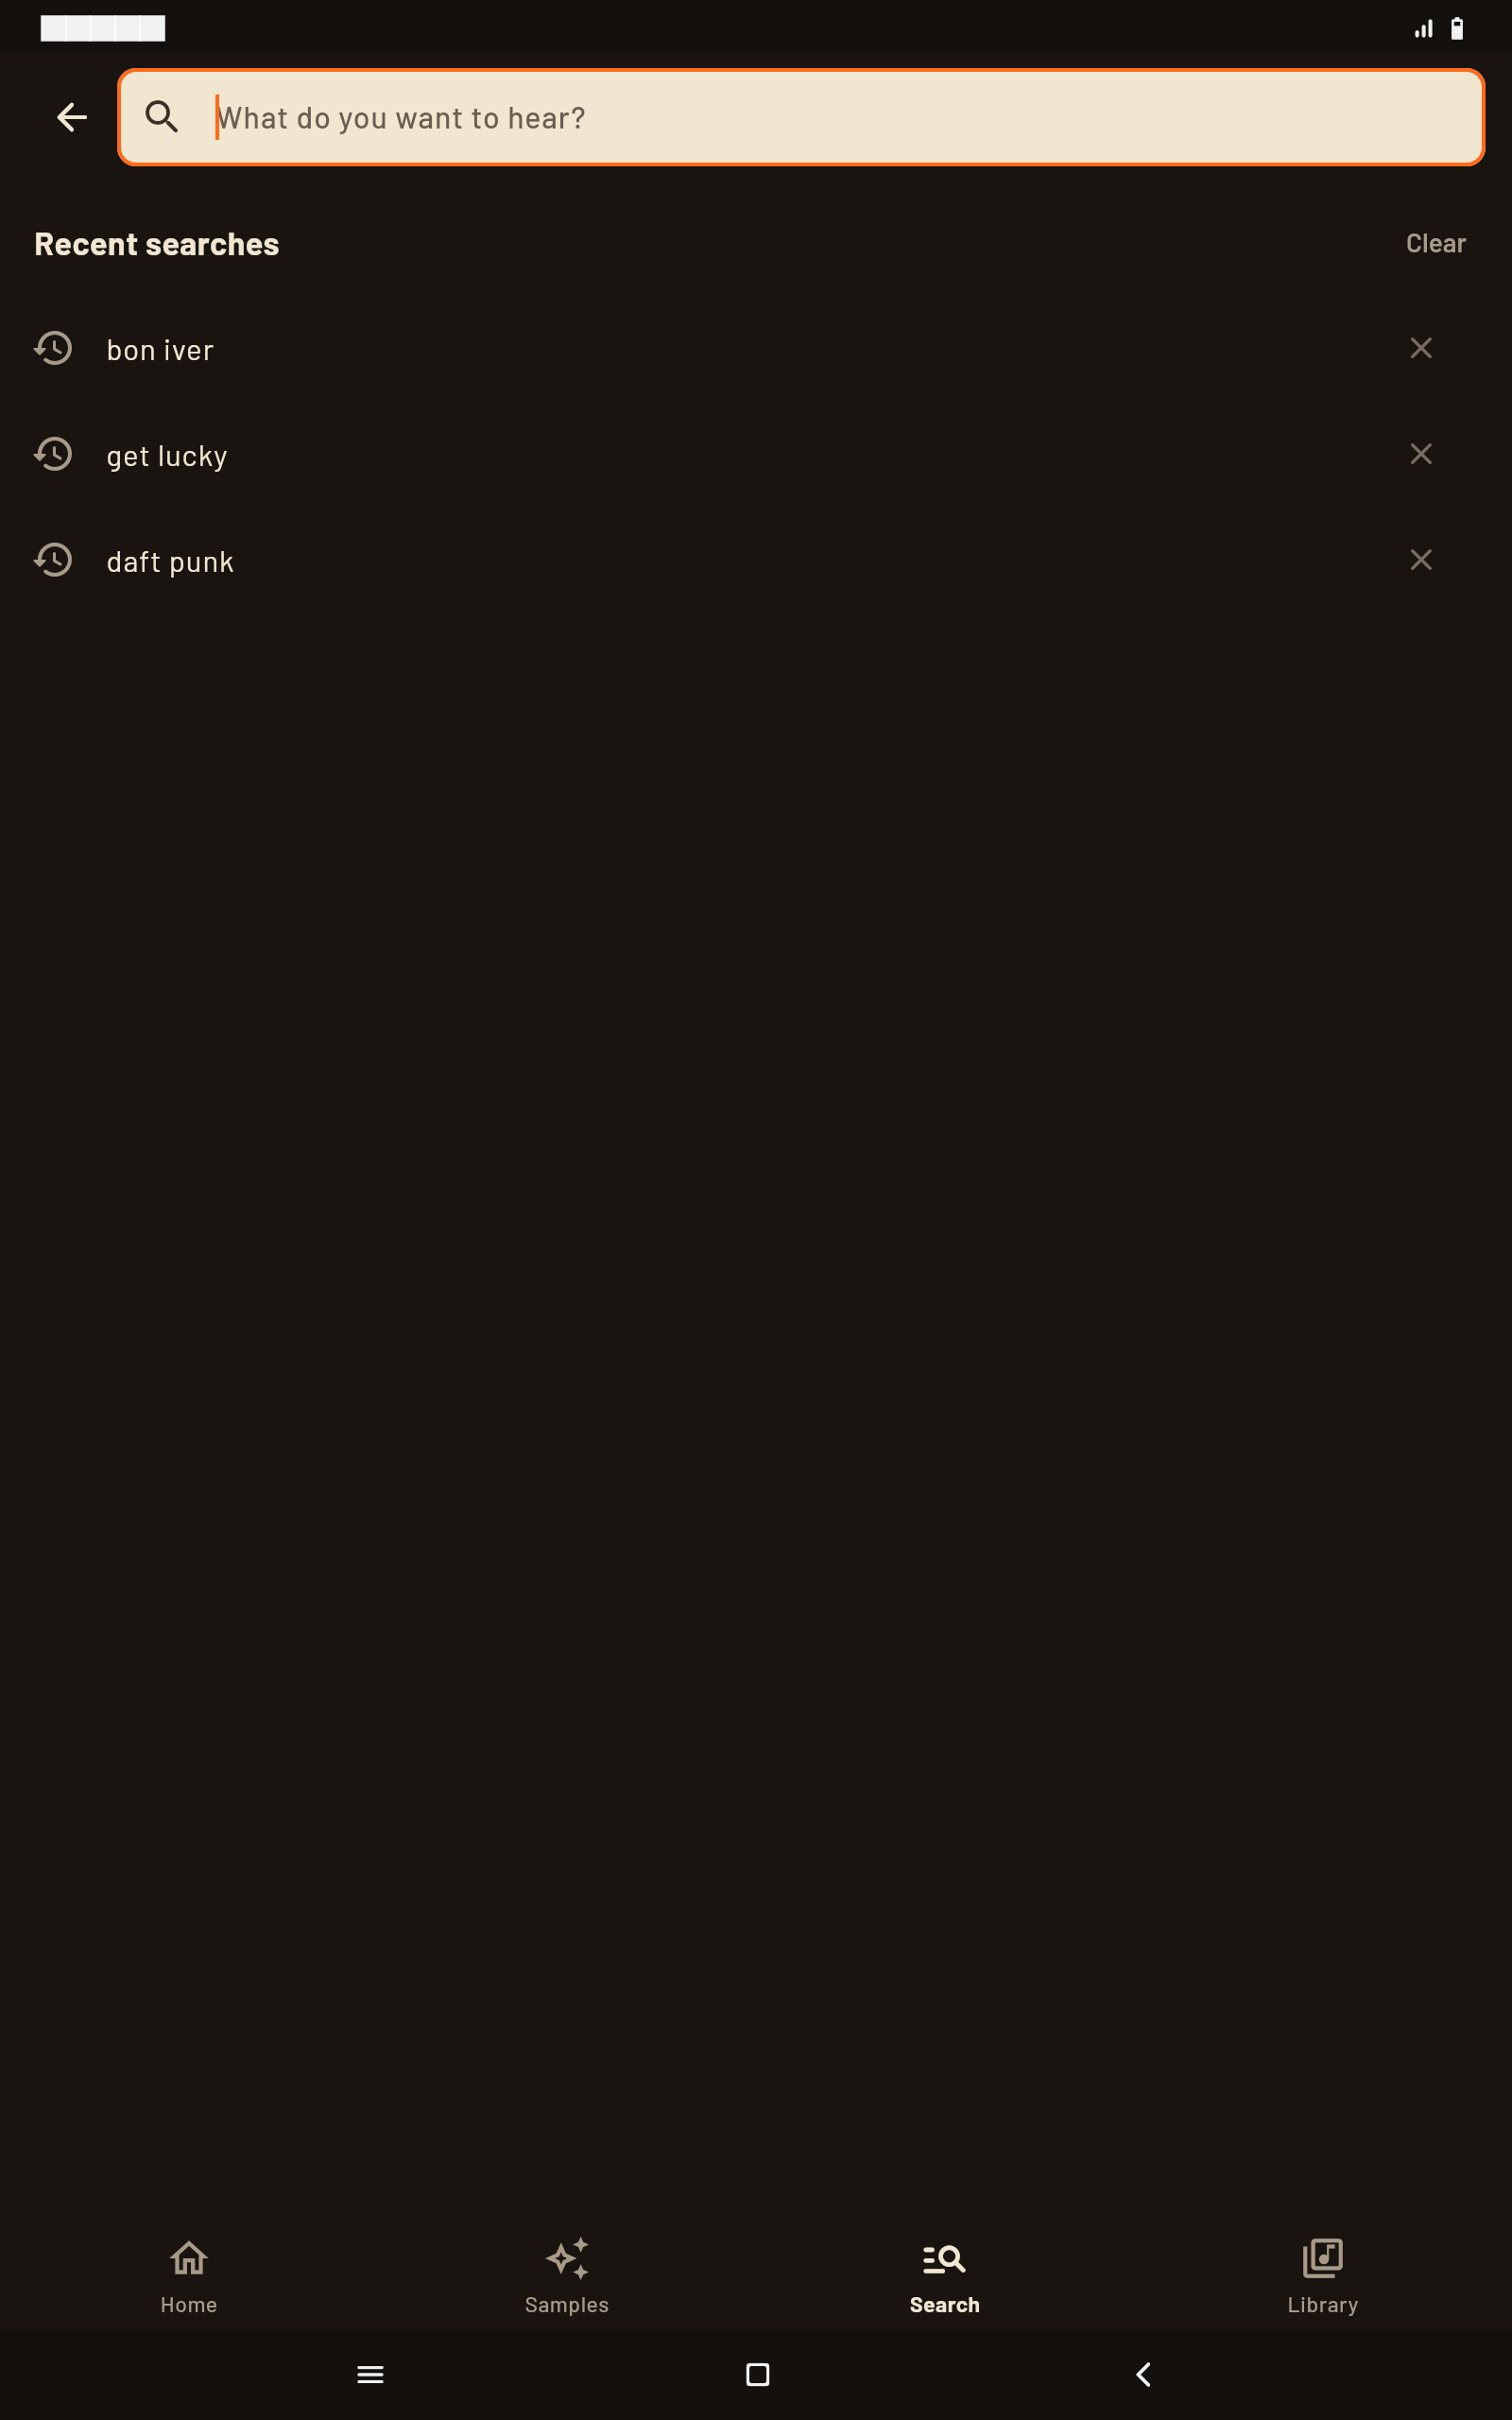 What do you want to hear?
Recent searches
Clear
bon iver
get lucky
daft punk
Home
Samples
Search
Library